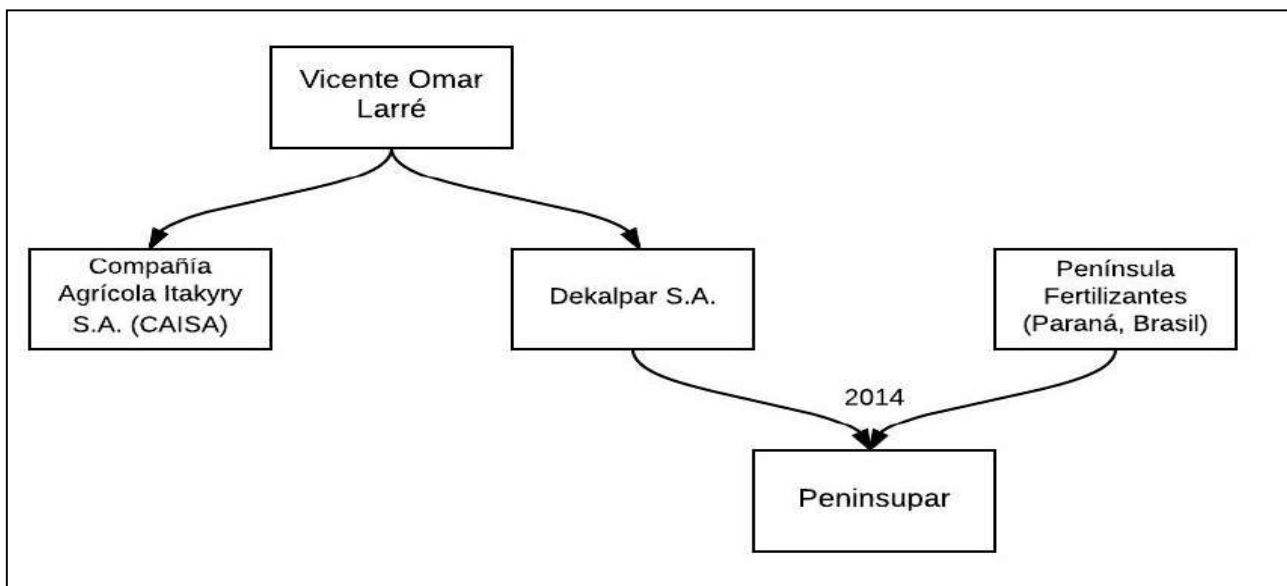 Vicente Omar
Larré
Compañía
Agrícola Itakyry
S.A. (CAISA)
Dekalpar S.A.
Península
Fertilizantes
(Paraná, Brasil)
2014
Peninsupar